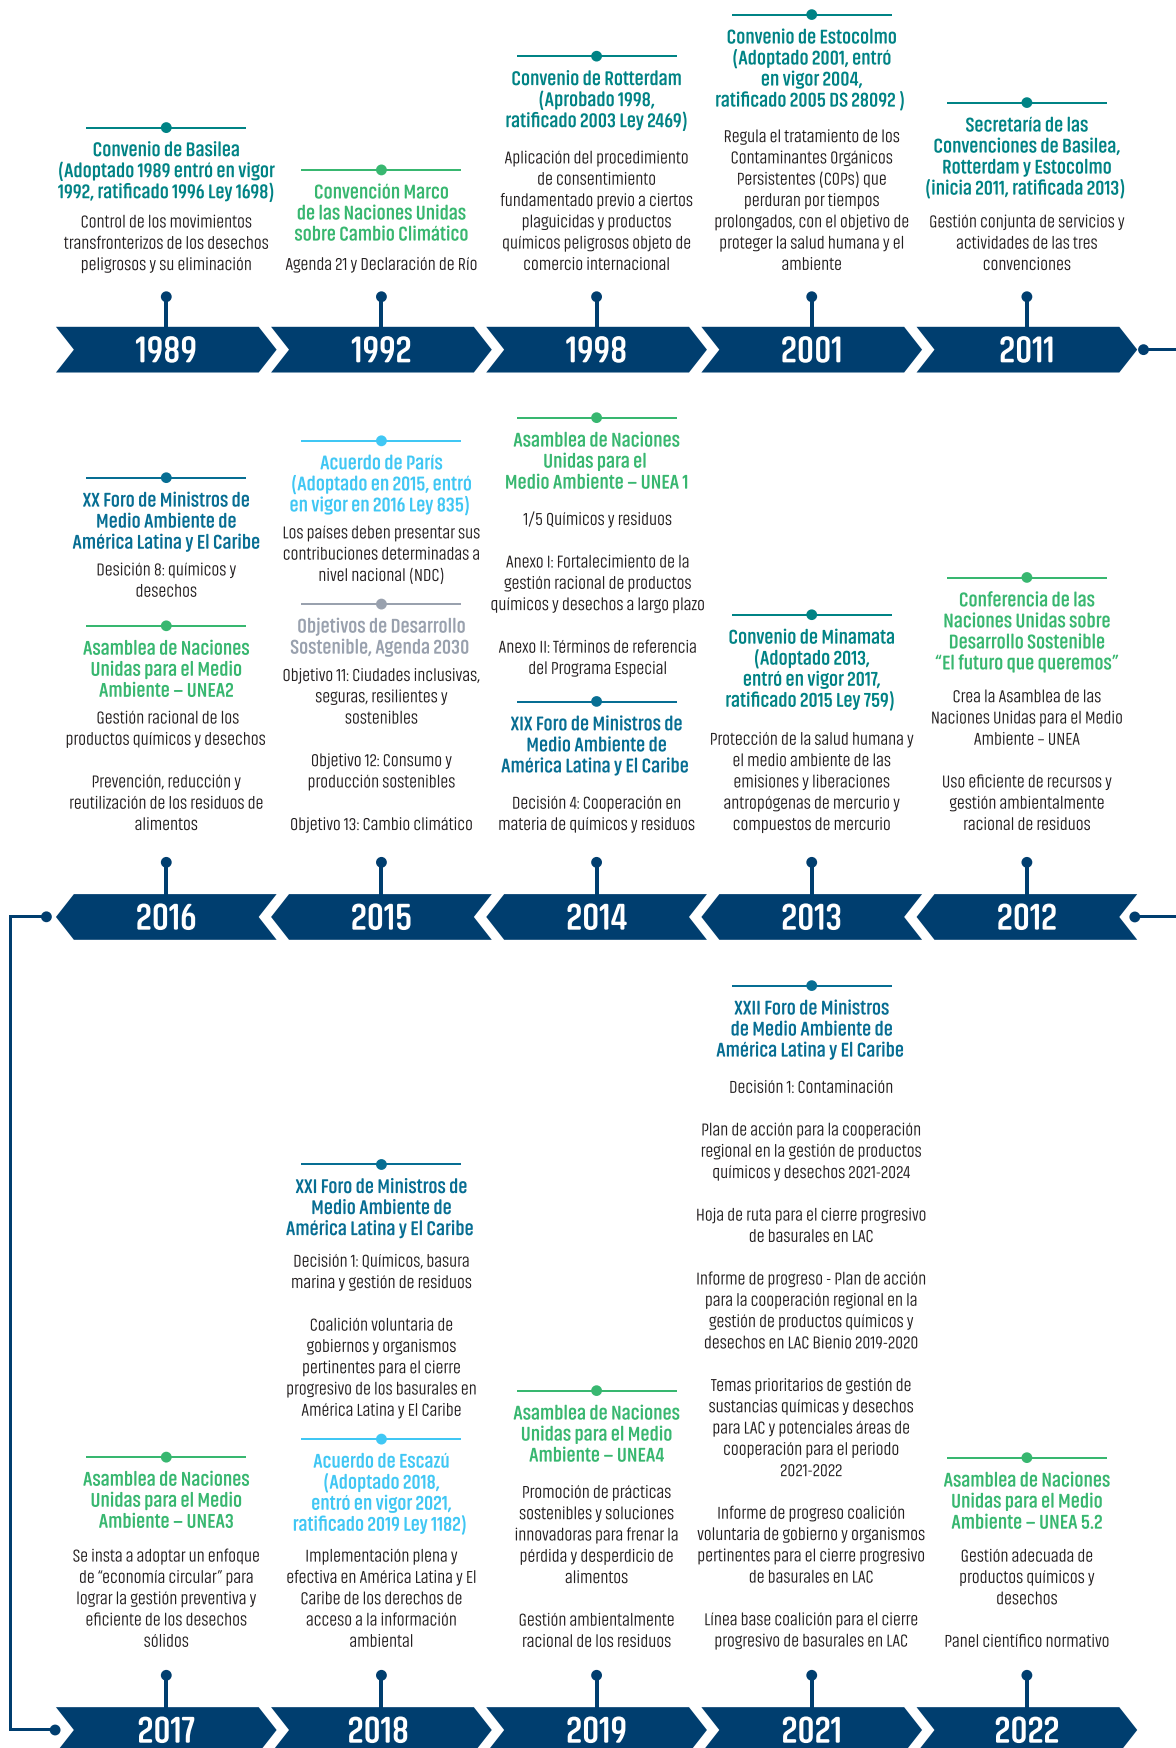 Convenio de Basilea
(Adoptado 1989 entró en vigor
1992, ratificado 1996 Ley 1698)
Control de los movimientos
transfronterizos de los desechos
peligrosos y su eliminación
1989
Convención Marco
de las Naciones Unidas
sobre Cambio Climático
Agenda 21 y Declaración de Río
1992
Convenio de Rotterdam
(Aprobado 1998,
ratificado 2003 Ley 2469)
Aplicación del procedimiento
de consentimiento
fundamentado previo a ciertos
plaguicidas y productos
químicos peligrosos objeto de
comercio internacional
1998
Convenio de Estocolmo
(Adoptado 2001, entró
en vigor 2004,
ratificado 2005 DS 28092 )
Regula el tratamiento de los
Contaminantes Orgánicos
Persistentes (COPs) que
perduran por tiempos
prolongados, con el objetivo de
proteger la salud humana y el
ambiente
2001
Secretaría de las
Convenciones de Basilea,
Rotterdam y Estocolmo
(inicia 2011, ratificada 2013)
Gestión conjunta de servicios y
actividades de las tres
convenciones
2011
XX Foro de Ministros de
Medio Ambiente de
América Latina y El Caribe
Desición 8: químicos y
desechos
Asamblea de Naciones
Unidas para el Medio
Ambiente – UNEA2
Gestión racional de los
productos químicos y desechos
Prevención, reducción y
reutilización de los residuos de
alimentos
2016
Acuerdo de París
(Adoptado en 2015, entró
en vigor en 2016 Ley 835)
Los países deben presentar sus
contribuciones determinadas a
nivel nacional (NDC)
Objetivos de Desarrollo
Sostenible, Agenda 2030
Objetivo 11: Ciudades inclusivas,
seguras, resilientes y
sostenibles
Objetivo 12: Consumo y
producción sostenibles
Objetivo 13: Cambio climático
2015
Asamblea de Naciones
Unidas para el
Medio Ambiente – UNEA 1
1/5 Químicos y residuos
Anexo I: Fortalecimiento de la
gestión racional de productos
químicos y desechos a largo plazo
Anexo II: Términos de referencia
del Programa Especial
XIX Foro de Ministros de
Medio Ambiente de
América Latina y El Caribe
Decisión 4: Cooperación en
materia de químicos y residuos
2014
Convenio de Minamata
(Adoptado 2013,
entró en vigor 2017,
ratificado 2015 Ley 759)
Protección de la salud humana y
el medio ambiente de las
emisiones y liberaciones
antropógenas de mercurio y
compuestos de mercurio
2013
Conferencia de las
Naciones Unidas sobre
Desarrollo Sostenible
“El futuro que queremos”
Crea la Asamblea de las
Naciones Unidas para el Medio
Ambiente – UNEA
Uso eficiente de recursos y
gestión ambientalmente
racional de residuos
2012
Asamblea de Naciones
Unidas para el Medio
Ambiente – UNEA3
Se insta a adoptar un enfoque
de “economía circular” para
lograr la gestión preventiva y
eficiente de los desechos
sólidos
2017
XXI Foro de Ministros de
Medio Ambiente de
América Latina y El Caribe
Decisión 1: Químicos, basura
marina y gestión de residuos
Coalición voluntaria de
gobiernos y organismos
pertinentes para el cierre
progresivo de los basurales en
América Latina y El Caribe
Acuerdo de Escazú
(Adoptado 2018,
entró en vigor 2021,
ratificado 2019 Ley 1182)
Implementación plena y
efectiva en América Latina y El
Caribe de los derechos de
acceso a la información
ambiental
2018
Asamblea de Naciones
Unidas para el Medio
Ambiente – UNEA4
Promoción de prácticas
sostenibles y soluciones
innovadoras para frenar la
pérdida y desperdicio de
alimentos
Gestión ambientalmente
racional de los residuos
2019
XXII Foro de Ministros
de Medio Ambiente de
América Latina y El Caribe
Decisión 1: Contaminación
Plan de acción para la cooperación
regional en la gestión de productos
químicos y desechos 2021-2024
Hoja de ruta para el cierre progresivo
de basurales en LAC
Informe de progreso - Plan de acción
para la cooperación regional en la
gestión de productos químicos y
desechos en LAC Bienio 2019-2020
Temas prioritarios de gestión de
sustancias químicas y desechos
para LAC y potenciales áreas de
cooperación para el periodo
2021-2022
Informe de progreso coalición
voluntaria de gobierno y organismos
pertinentes para el cierre progresivo
de basurales en LAC
Línea base coalición para el cierre
progresivo de basurales en LAC
2021
Asamblea de Naciones
Unidas para el Medio
Ambiente – UNEA 5.2
Gestión adecuada de
productos químicos y
desechos
Panel científico normativo
2022